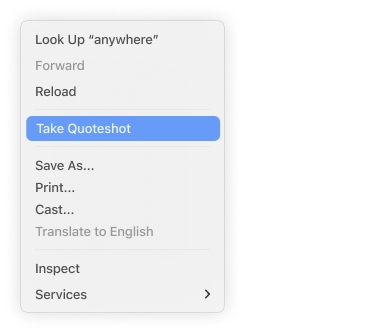 Look Up “anywhere”
Forward
Reload
Take Quoteshot
Save As...
Print...
Cast...
Translate to English
Inspect
Services